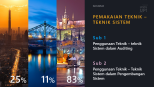 PEMAKAIAN TEKNIK –
TEKNIK SISTEM
Sub 1
Penggunaan Teknik – teknik
Sistem dalam Auditing
Sub 2
Penggunaan Teknik – Teknik
Sistem dalam Pengembangan
Sistem
25%
11%
83%